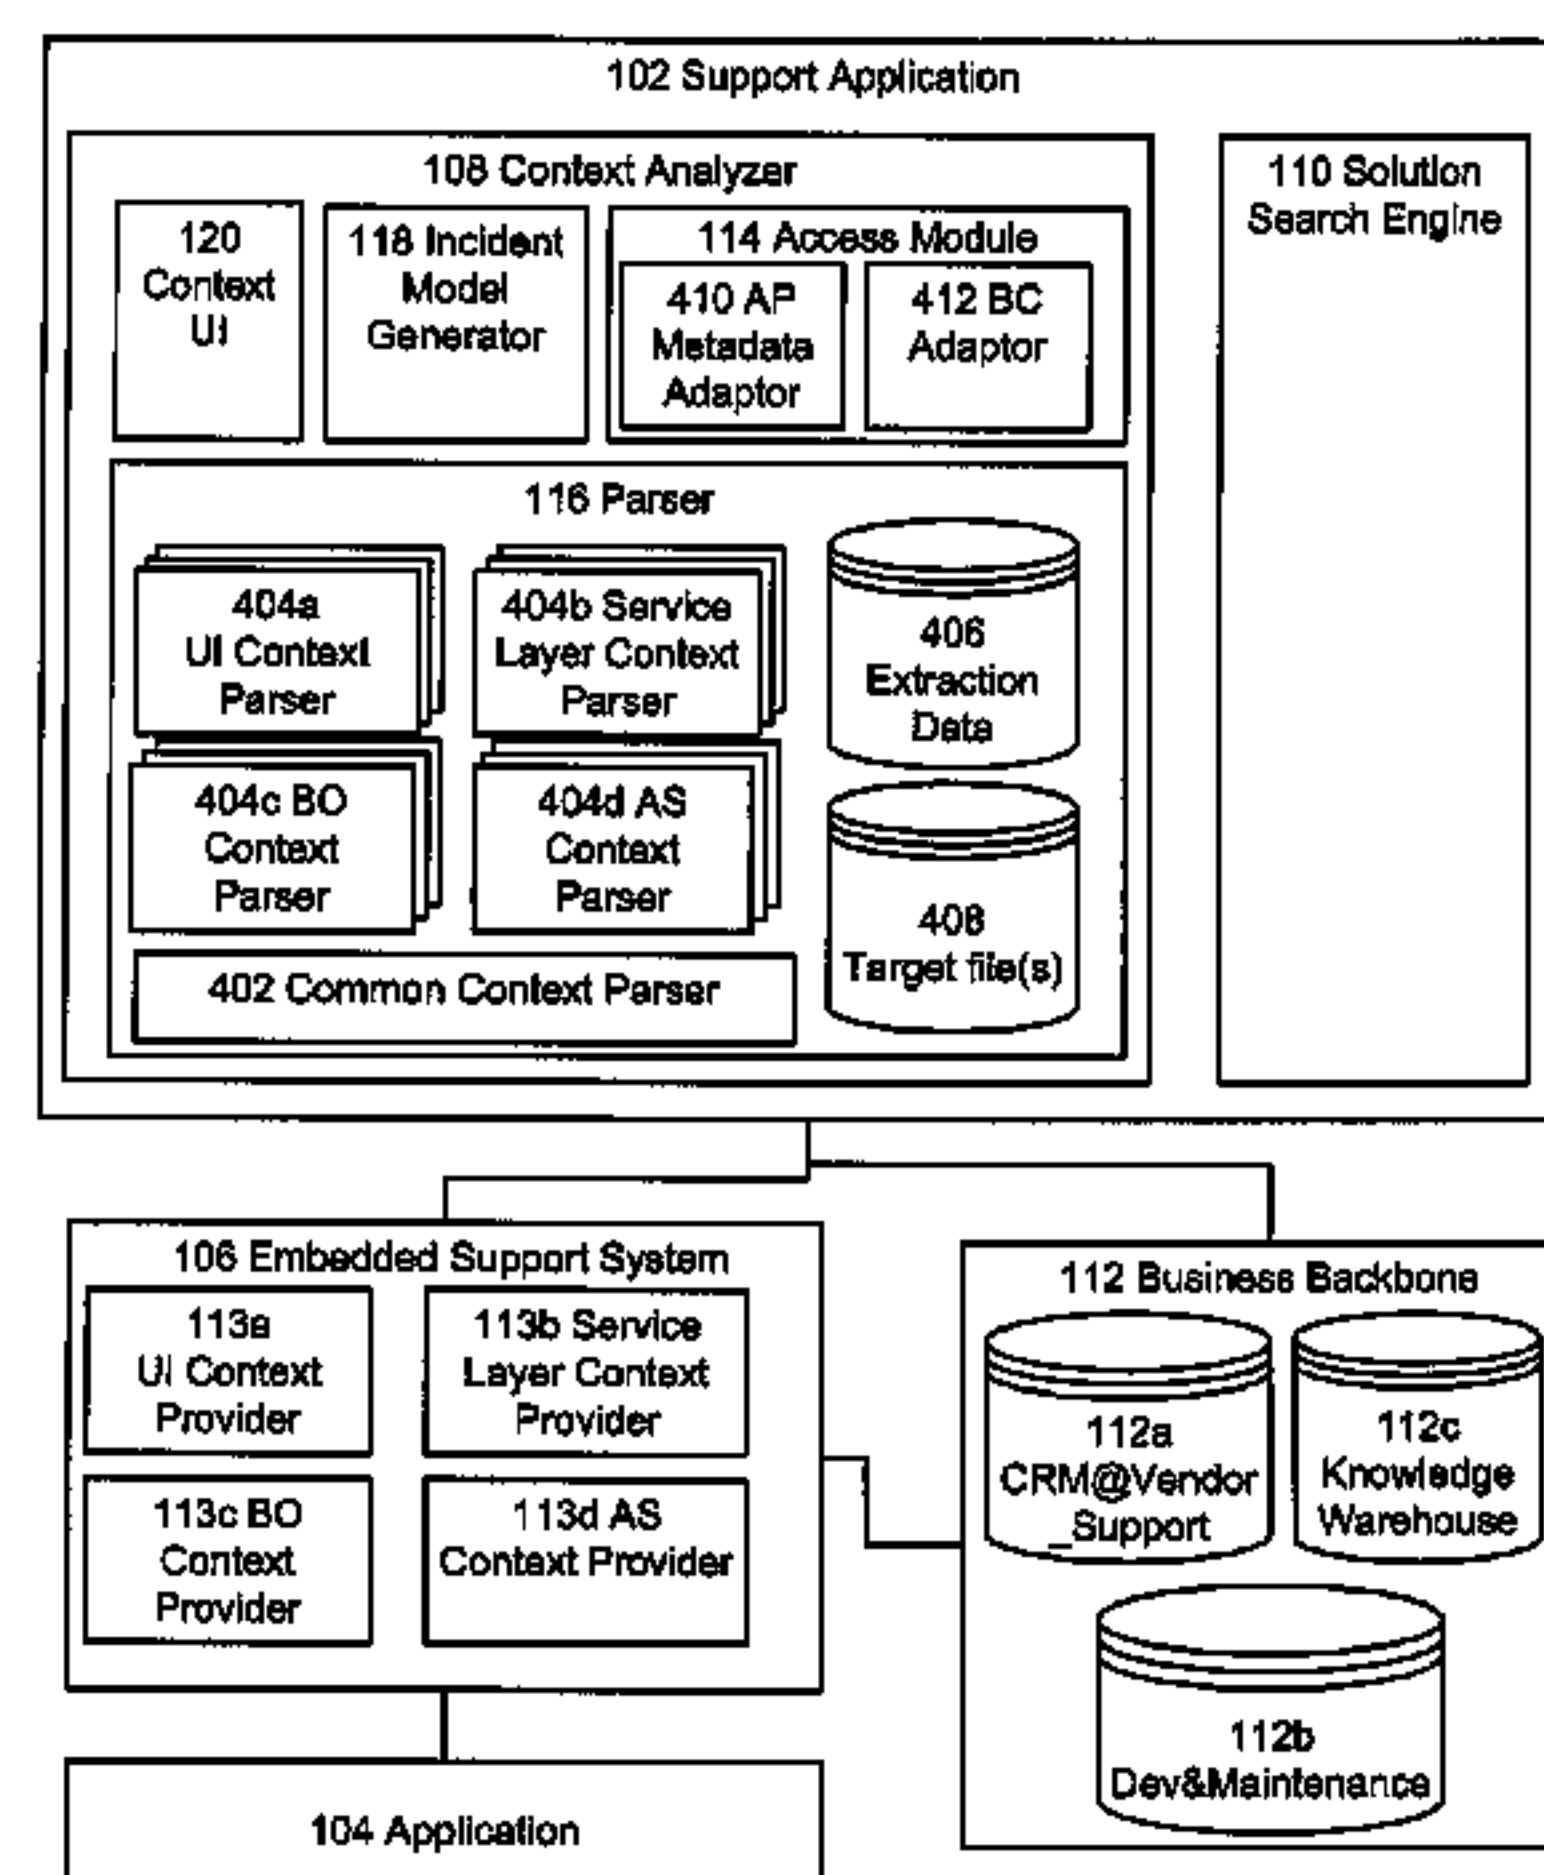 102 Support Application
108 Context Analyzer
110 Solution
Search Engine
120
Context
UI
118 Incident
Model
Generator
114 Access Module
410 AP
Metadata
Adaptor
412 BC
Adaptor
116 Parser
404a
UI Context
Parser
404b Service
Layer Context
Parser
406
Extraction
Data
404c BO
Context
Parser
404d AS
Context
Parser
408
Target file(s)
402 Common Context Parser
106 Embedded Support System
113a
UI Context
Provider
113b Service
Layer Context
Provider
113c BO
Context
Provider
113d AS
Context Provider
112 Business Backbone
112a
CRM@Vendor
_Support
112c
Knowledge
Warehouse
112b
Dev&Maintenance
104 Application